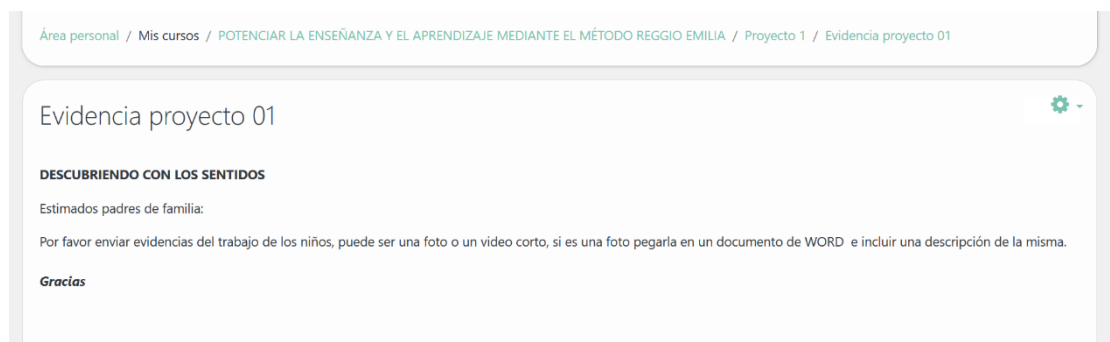 Área personal / Mis cursos / POTENCIAR LA ENSEÑANZA Y EL APRENDIZAJE MEDIANTE EL MÉTODO REGGIO EMILIA / Proyecto 1 / Evidencia proyecto 01
Evidencia proyecto 01
DESCUBRIENDO CON LOS SENTIDOS
Estimados padres de familia:
Por favor enviar evidencias del trabajo de los niños, puede ser una foto o un video corto, si es una foto pegarla en un documento de WORD e incluir una descripción de la misma.
Gracias